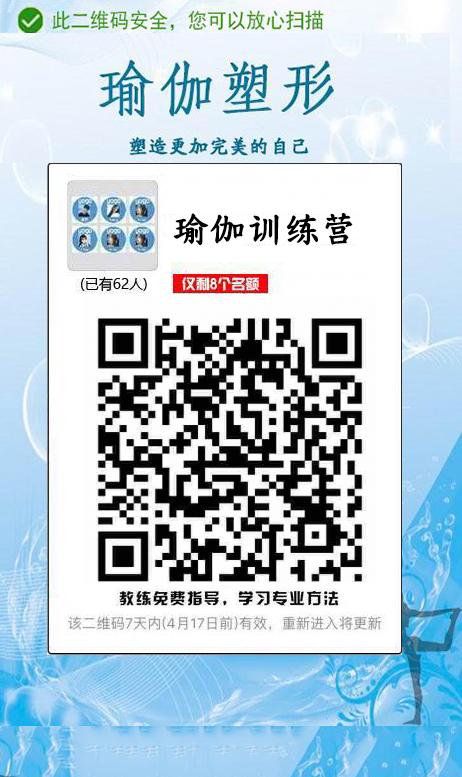 此二维码安全，您可以放心扫描
瑜伽塑形
塑造更加完美的自己
瑜伽训练营
(已有62人)
仅剩8个名额
教练免费指导，学习专业方法
该二维码7天内(4月17日前)有效，重新进入将更新